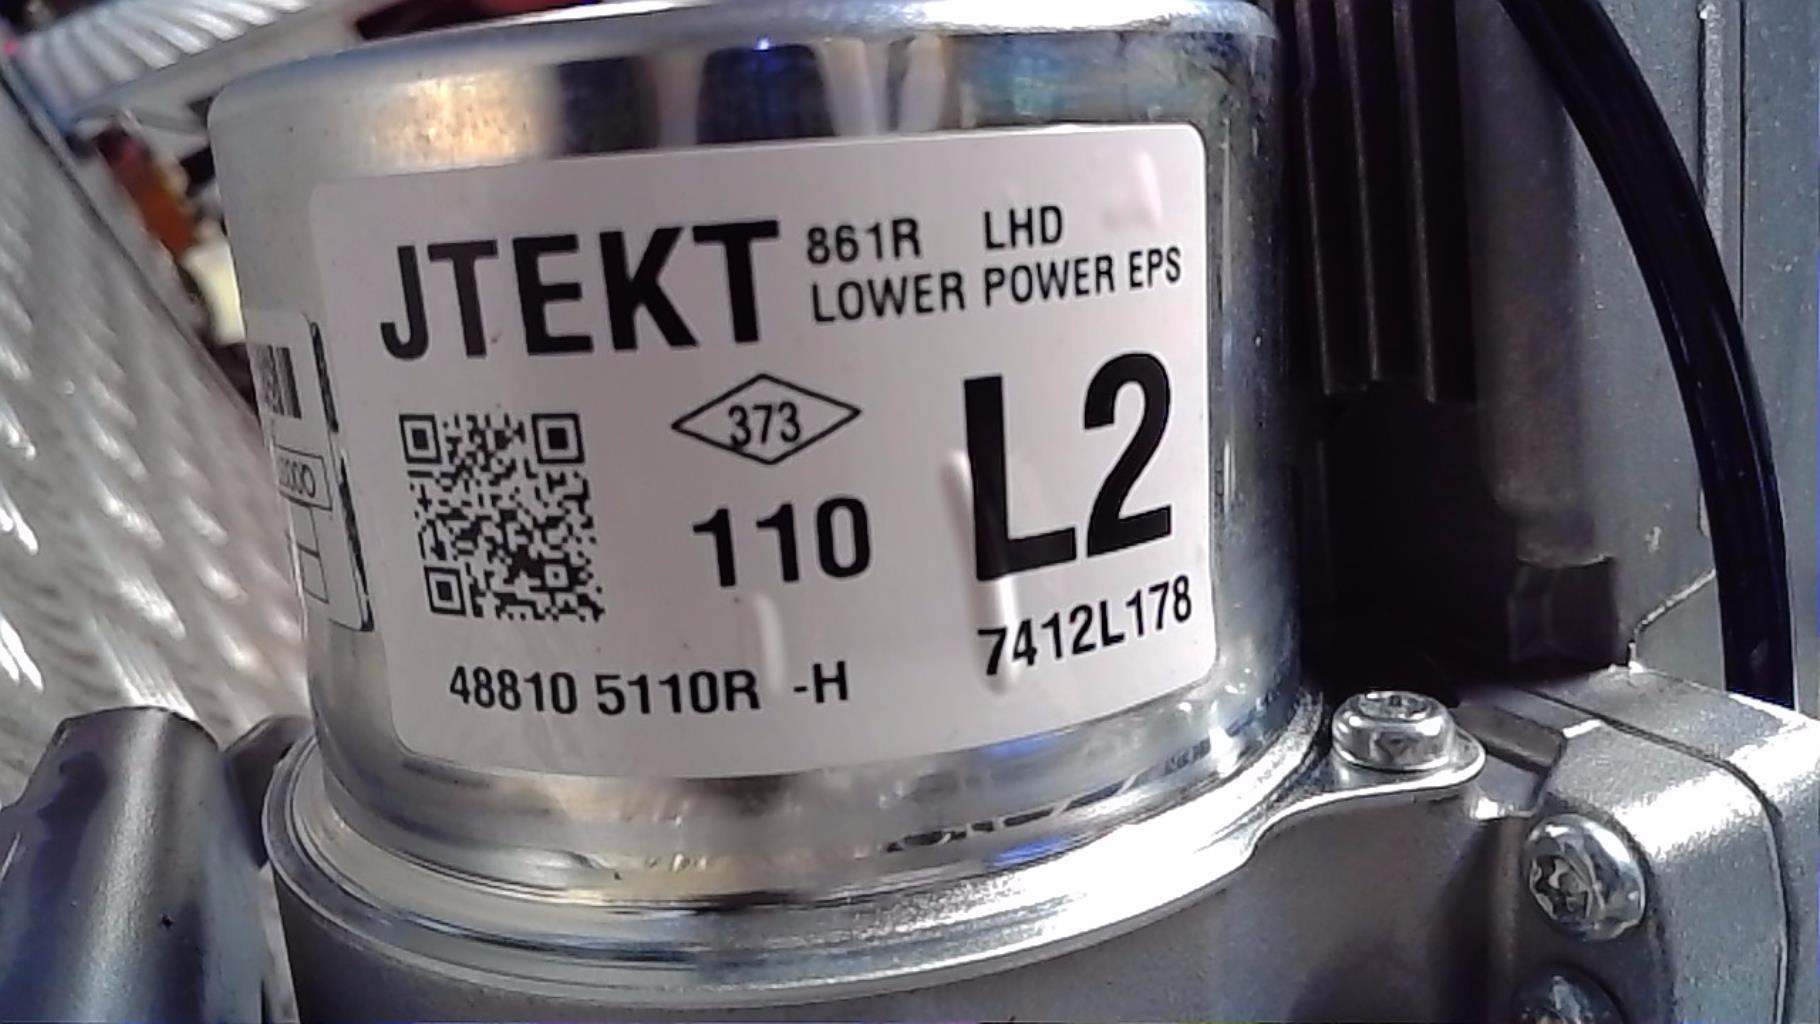 JTEKT
861R LHD
LOWER POWER EPS
373
110
L2
7412L178
48810 5110R -H